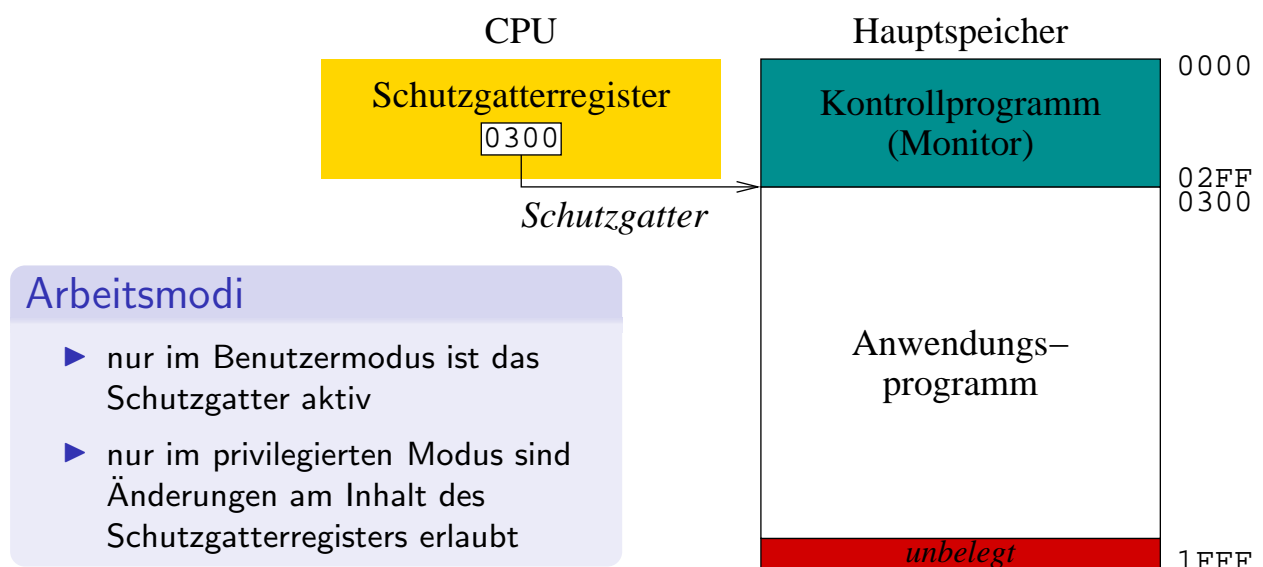 CPU
Hauptspeicher
Schutzgatterregister
0300
Schutzgatter
Kontrollprogramm
(Monitor)
0000
02FF
0300
Anwendungs–
programm
unbelegt
1FFF
Arbeitsmodi
▶ nur im Benutzermodus ist das
Schutzgatter aktiv
▶ nur im privilegierten Modus sind
Änderungen am Inhalt des
Schutzgatterregisters erlaubt